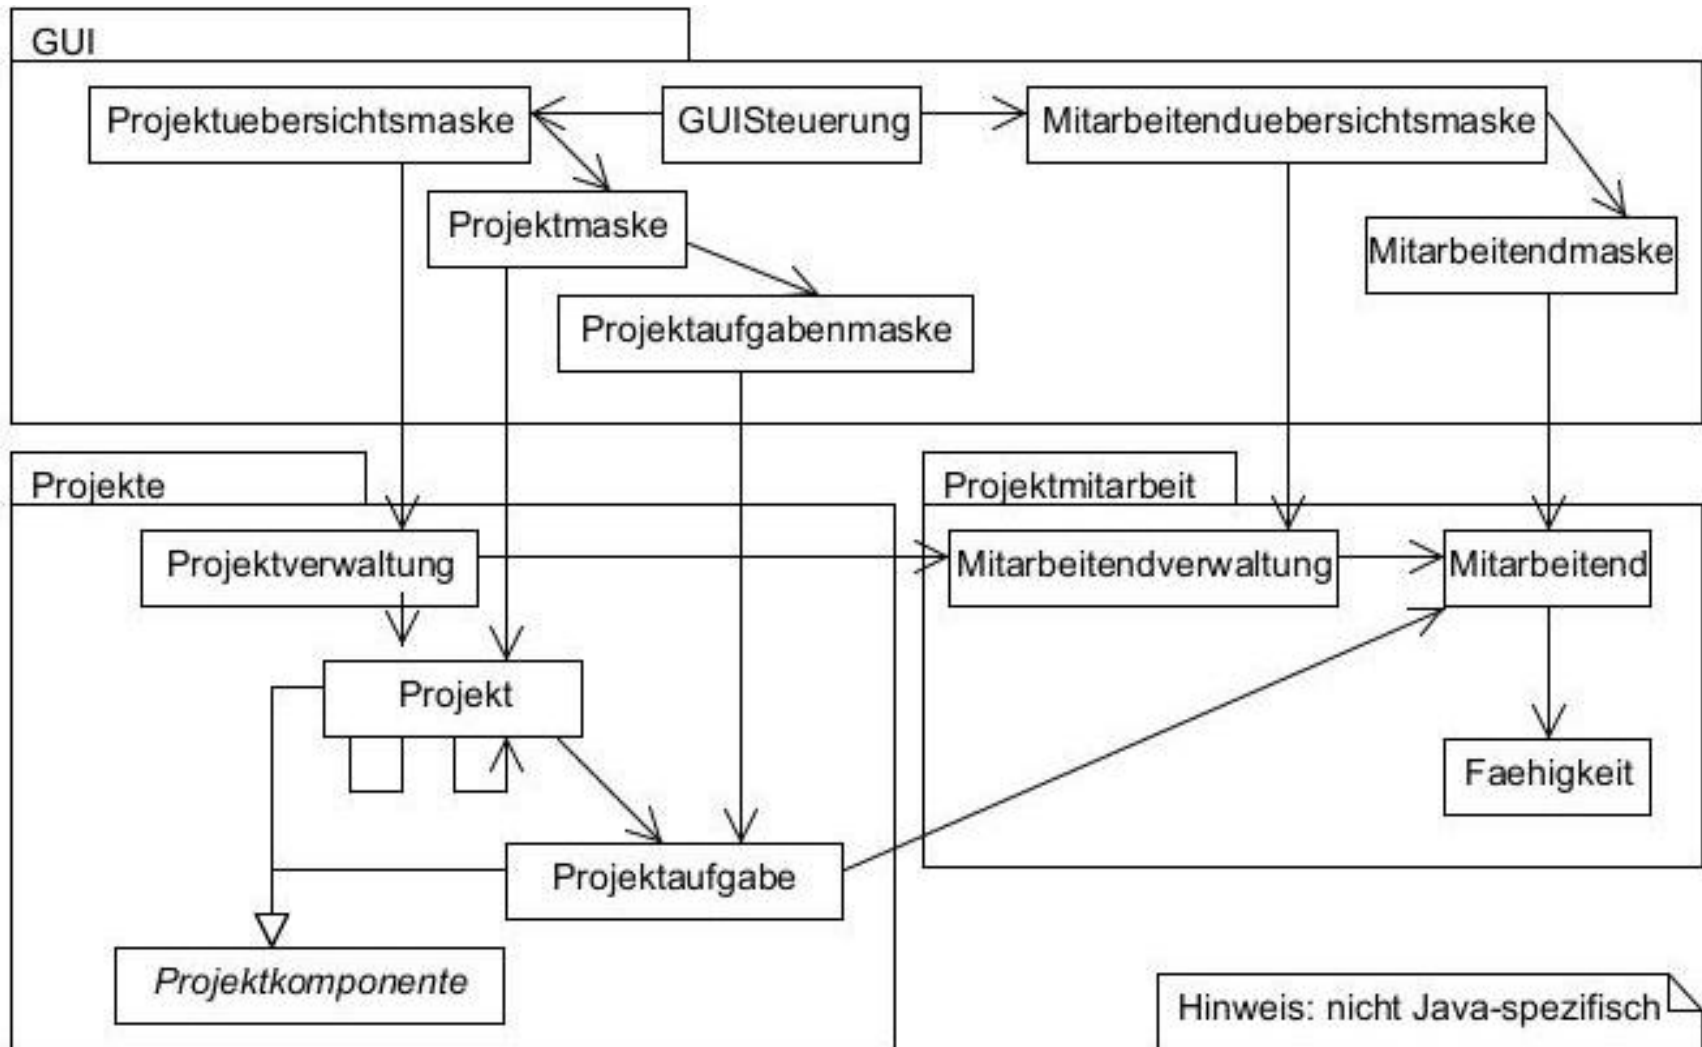 GUI
Projektuebersichtsmaske
GUISteuerung
Mitarbeitenduebersichtsmaske
Projektmaske
Mitarbeitendmaske
Projektaufgabenmaske
Projekte
Projektmitarbeit
Projektverwaltung
Mitarbeitendverwaltung
Mitarbeitend
Projekt
Faehigkeit
Projektaufgabe
Projektkomponente
Hinweis: nicht Java-spezifisch